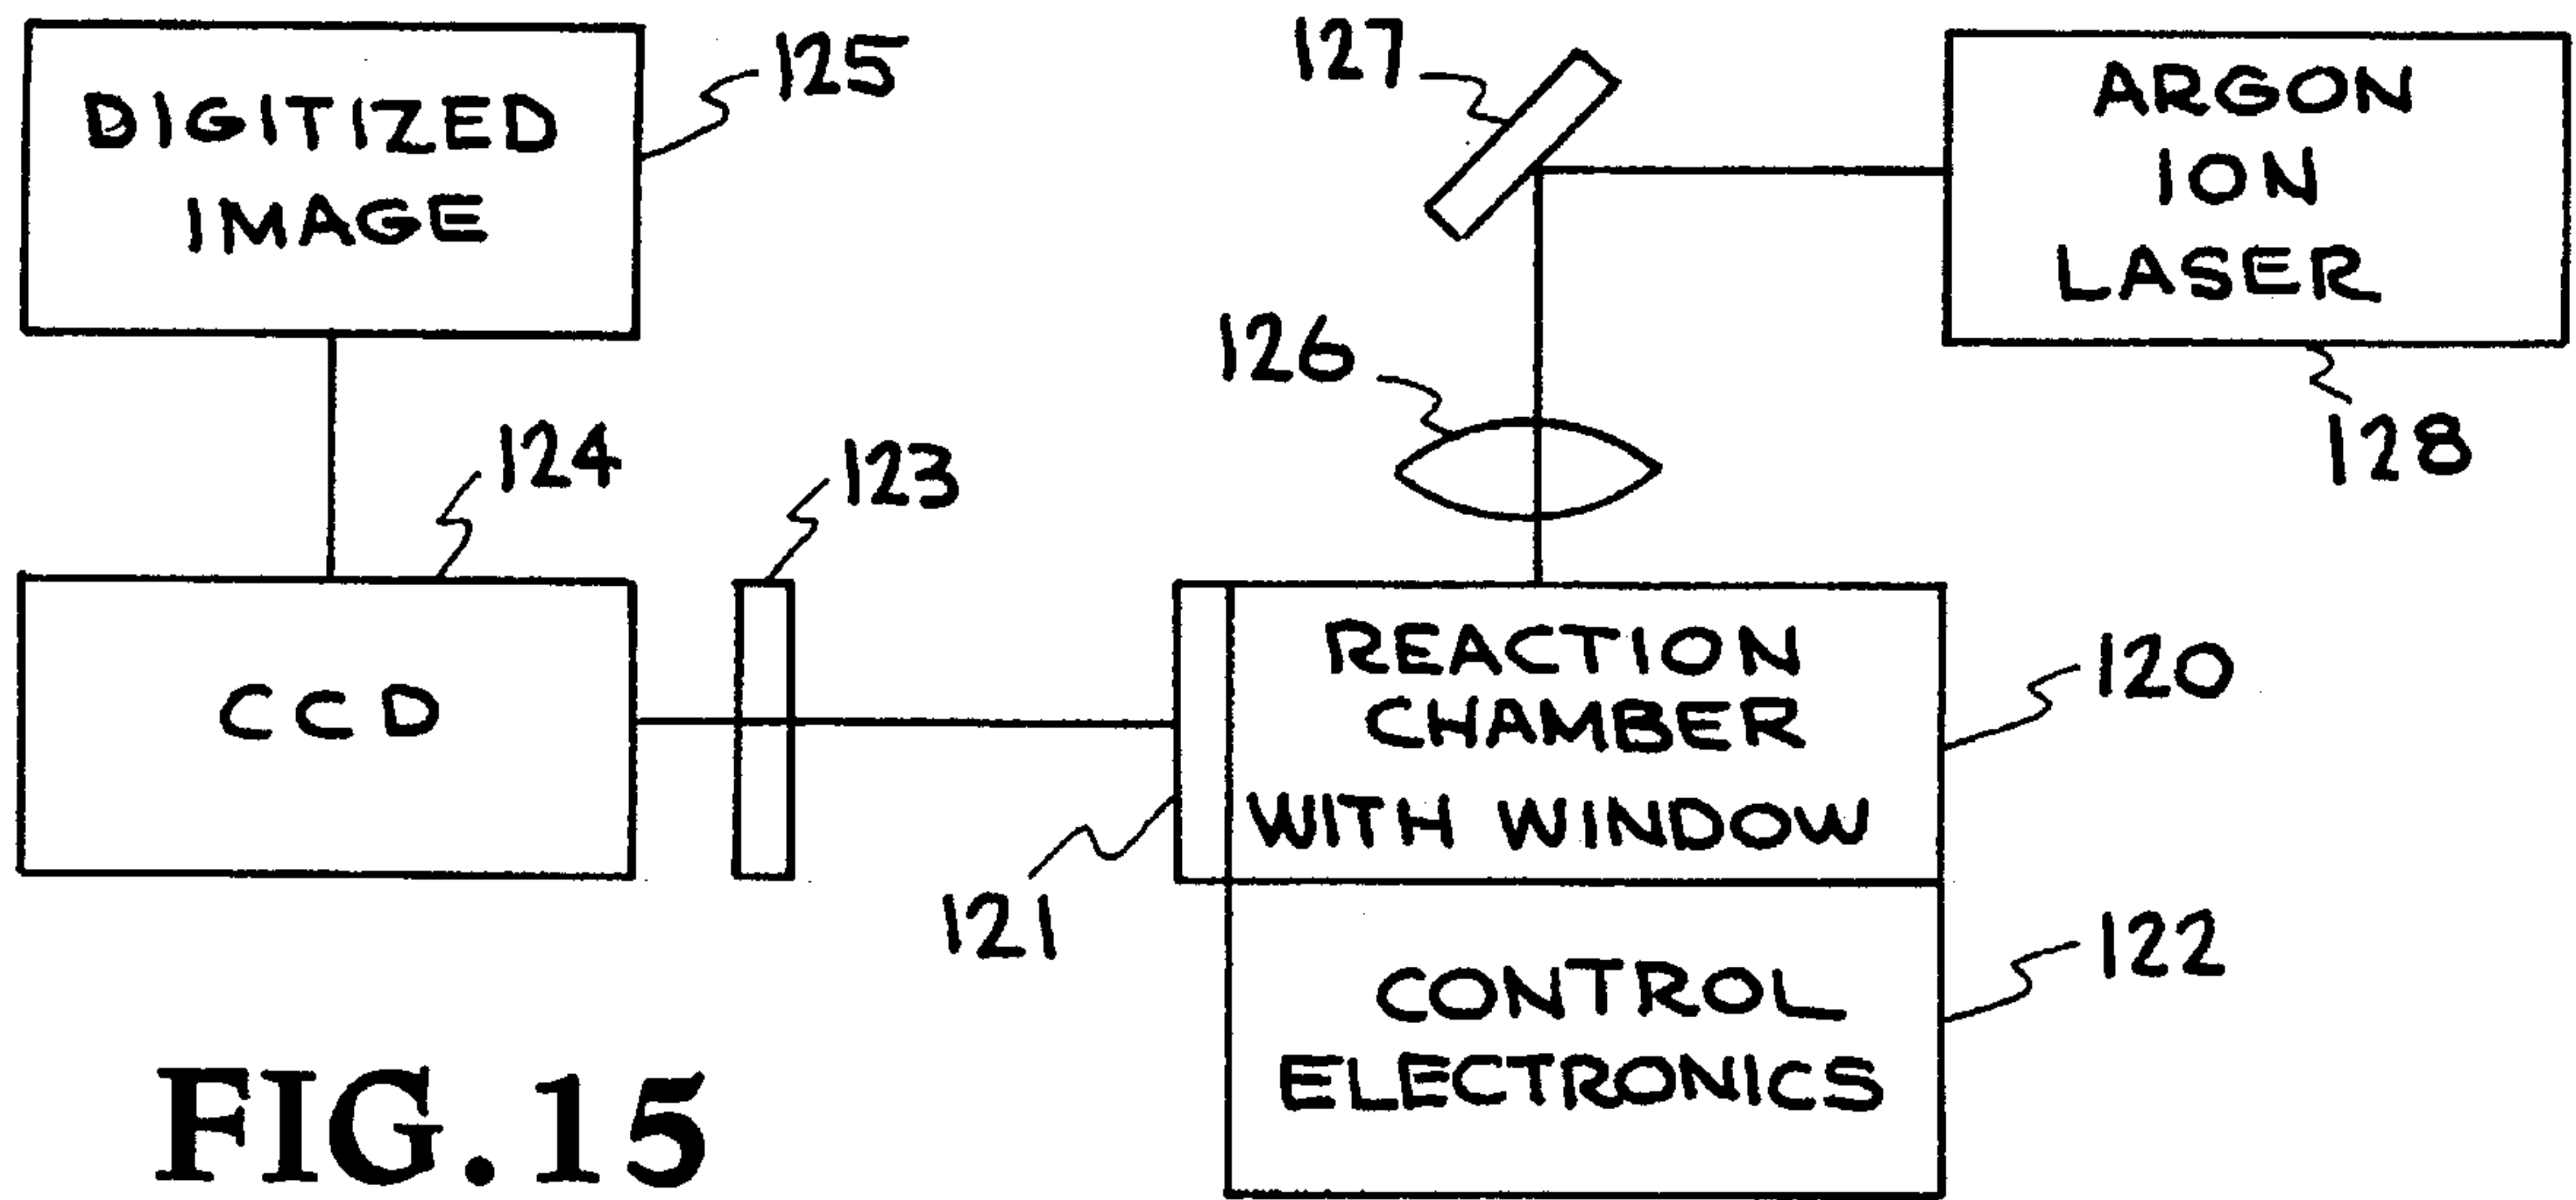 DIGITIZED
IMAGE
125
127
ARGON
ION
LASER
128
126
124
123
CCD
REACTION
CHAMBER
WITH WINDOW
120
121
CONTROL
ELECTRONICS
122
FIG.15